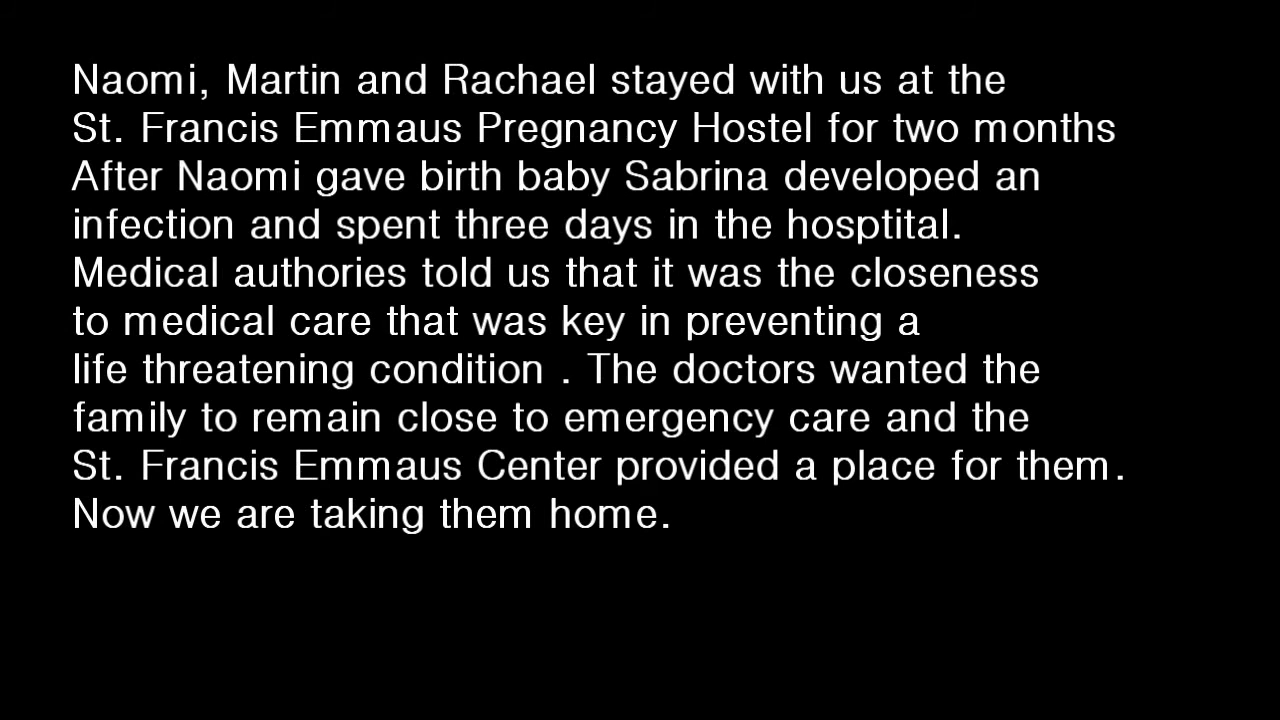 Naomi, Martin and Rachael stayed with us at the
St. Francis Emmaus Pregnancy Hostel for two months
After Naomi gave birth baby Sabrina developed an
infection and spent three days in the hosptital.
Medical authories told us that it was the closeness
to medical care that was key in preventing a
life threatening condition . The doctors wanted the
family to remain close to emergency care and the
St. Francis Emmaus Center provided a place for them.
Now we are taking them home.